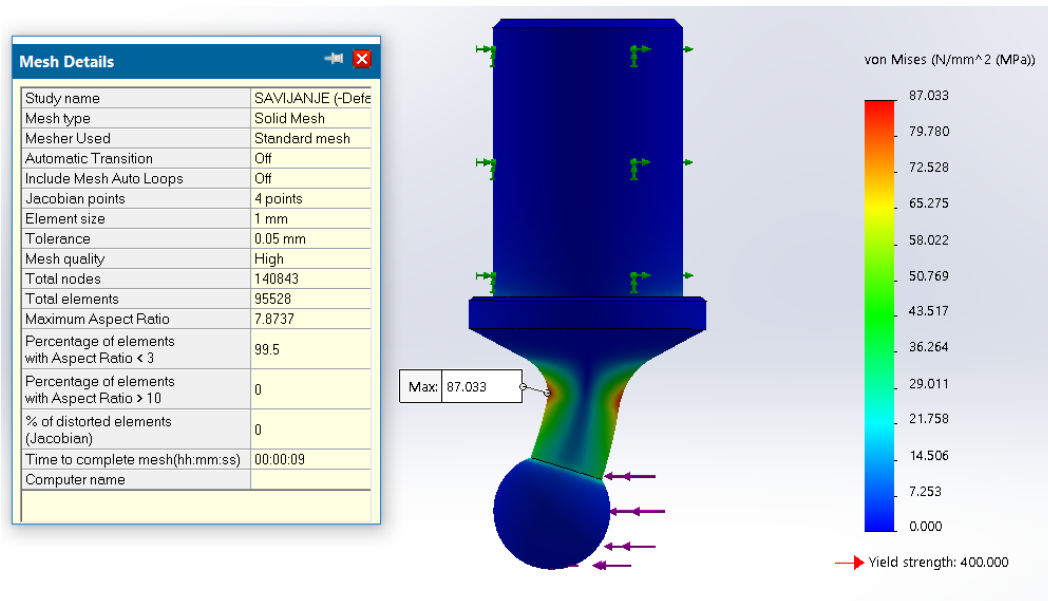 Mesh Details
Study name SAVIJANJE (-Defa
Mesh type Solid Mesh
Mesher Used Standard mesh
Automatic Transition Off
Include Mesh Auto Loops Off
Jacobian points 4 points
Element size 1 mm
Tolerance 0.05 mm
Mesh quality High
Total nodes 140843
Total elements 95528
Maximum Aspect Ratio 7.8737
Percentage of elements
with Aspect Ratio < 3 99.5
Percentage of elements
with Aspect Ratio > 10 0
% of distorted elements
(Jacobian) 0
Time to complete mesh(hh:mm:ss) 00:00:09
Computer name
Max: 87.033
von Mises (N/mm^2 (MPa))
87.033
79.780
72.528
65.275
58.022
50.769
43.517
36.264
29.011
21.758
14.506
7.253
0.000
Yield strength: 400.000